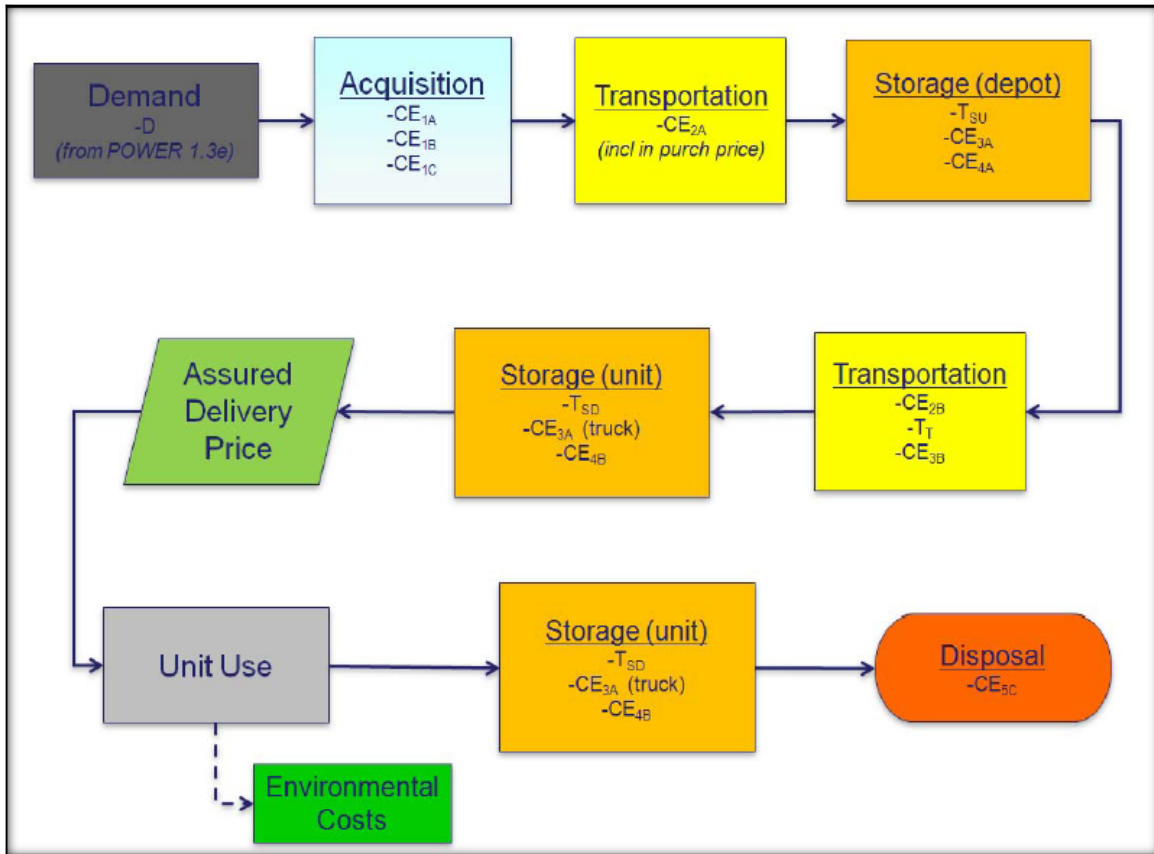 Demand
-D
(from POWER 1.3e)
Acquisition
-CE1A
-CE1B
-CE1C
Transportation
-CE2A
(incl in purch price)
Storage (depot)
-TSU
-CE3A
-CE4A
Transportation
-CE2B
-TT
-CE3B
Storage (unit)
-TSD
-CE3A (truck)
-CE4B
Assured
Delivery
Price
Unit Use
Storage (unit)
-TSD
-CE3A (truck)
-CE4B
Disposal
-CE5C
Environmental
Costs